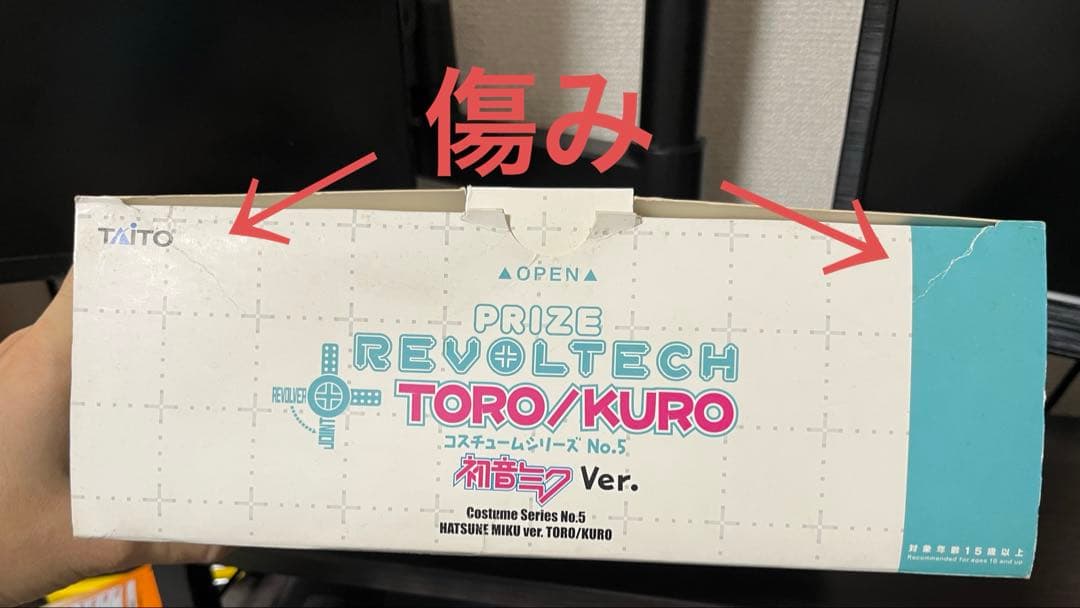 傷み
TAITO
▲OPEN▲
PRIZE
REVOLTECH
REVOLVER
JOINT
TORO/KURO
コスチュームシリーズ No.5
初音ミク Ver.
Costume Series No.5
HATSUNE MIKU ver. TORO/KURO
対象年齢15歳以上
Recommended for ages 15 and up